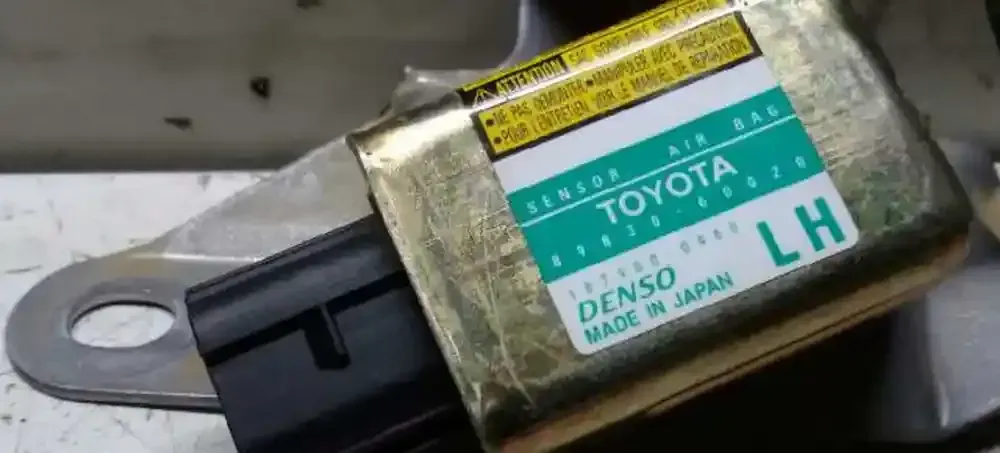 ⚠ ATTENTION
•NE PAS DEMONTER •MANIPULER AVEC PRECAUTION
•POUR L'ENTRETIEN, VOIR LE MANUEL DE REPARATION
SENSOR AIR BAG
TOYOTA
89830-60020
LH
DENSO
MADE IN JAPAN